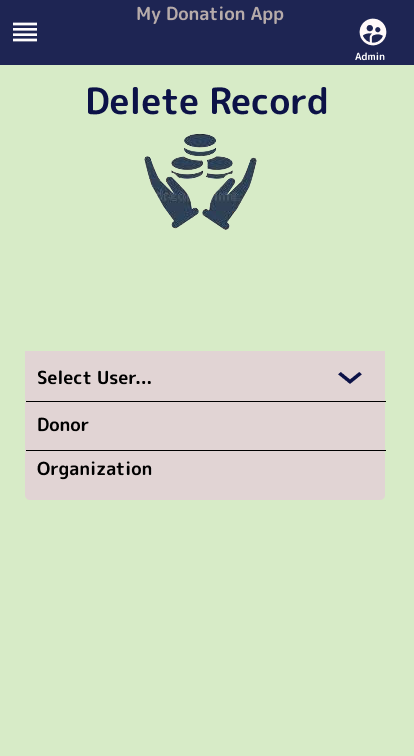 My Donation App
Admin
Delete Record
Select User...
Donor
Organization